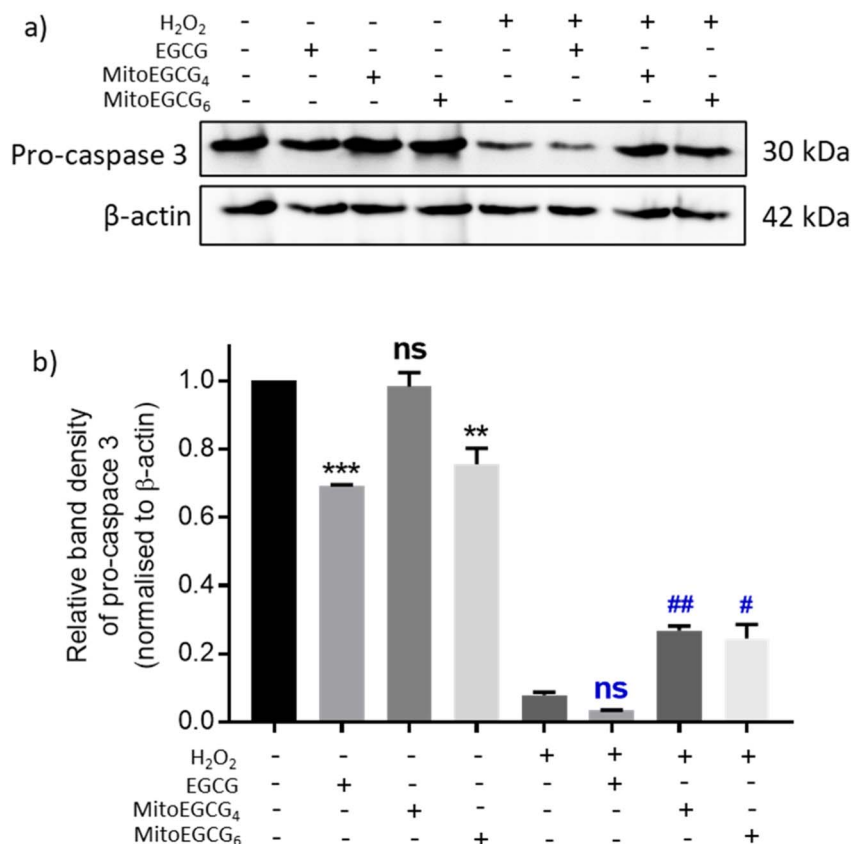 a)
H₂O₂ - - - - + + + +
EGCG - + - - - + - -
MitoEGCG₄ - - + - - - + -
MitoEGCG₆ - - - + - - - +
Pro-caspase 3 30 kDa
β-actin 42 kDa
b)
Relative band density
of pro-caspace 3
(normalised to β-actin)
1.0
0.8
0.6
0.4
0.2
0.0
***
ns
**
ns
##
#
H₂O₂ - - - - + + + +
EGCG - + - - - + - -
MitoEGCG₄ - - + - - - + -
MitoEGCG₆ - - - + - - - +